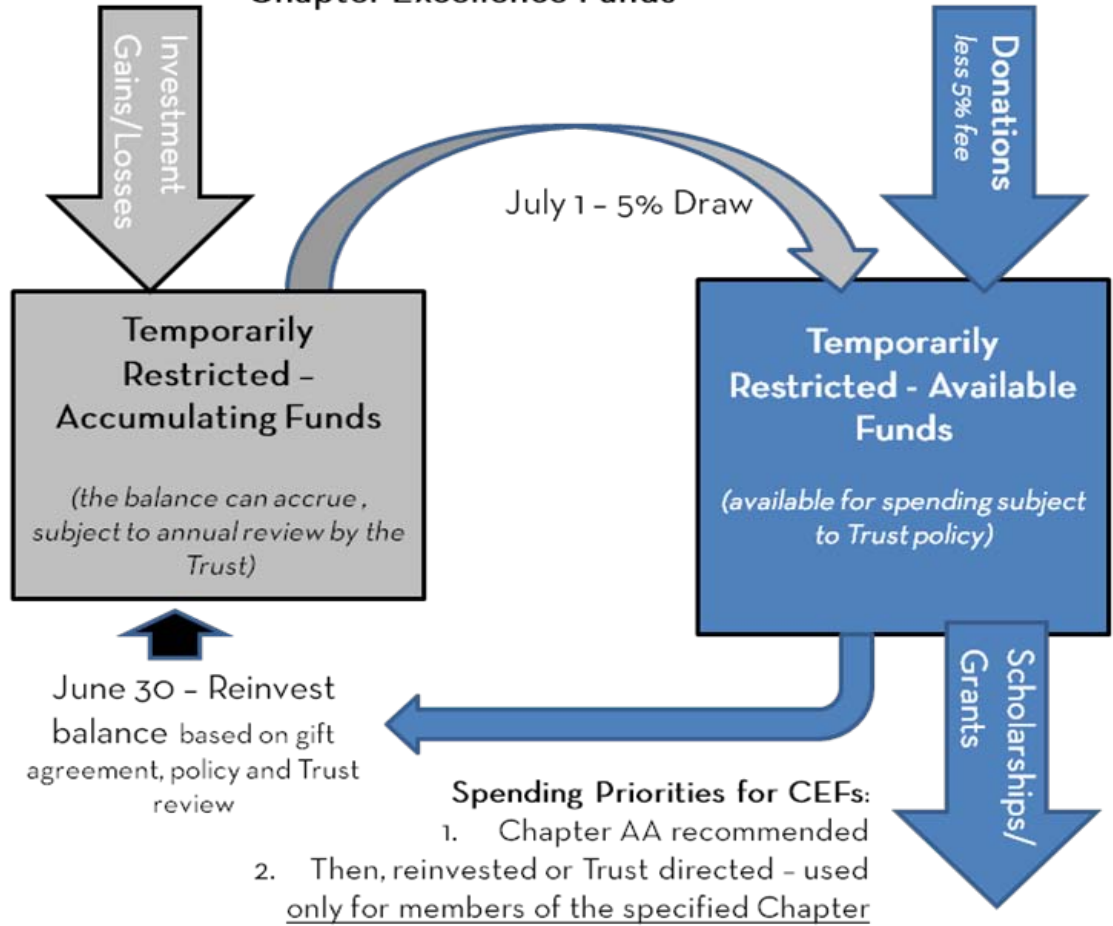 Chapter Excellence Funds
Investment
Gains/Losses
Donations
less 5% fee
July 1 – 5% Draw
Temporarily
Restricted –
Accumulating Funds
(the balance can accrue ,
subject to annual review by the
Trust)
Temporarily
Restricted - Available
Funds
(available for spending subject
to Trust policy)
June 30 – Reinvest
balance based on gift
agreement, policy and Trust
review
Scholarships/
Grants
Spending Priorities for CEFs:
1. Chapter AA recommended
2. Then, reinvested or Trust directed – used
only for members of the specified Chapter